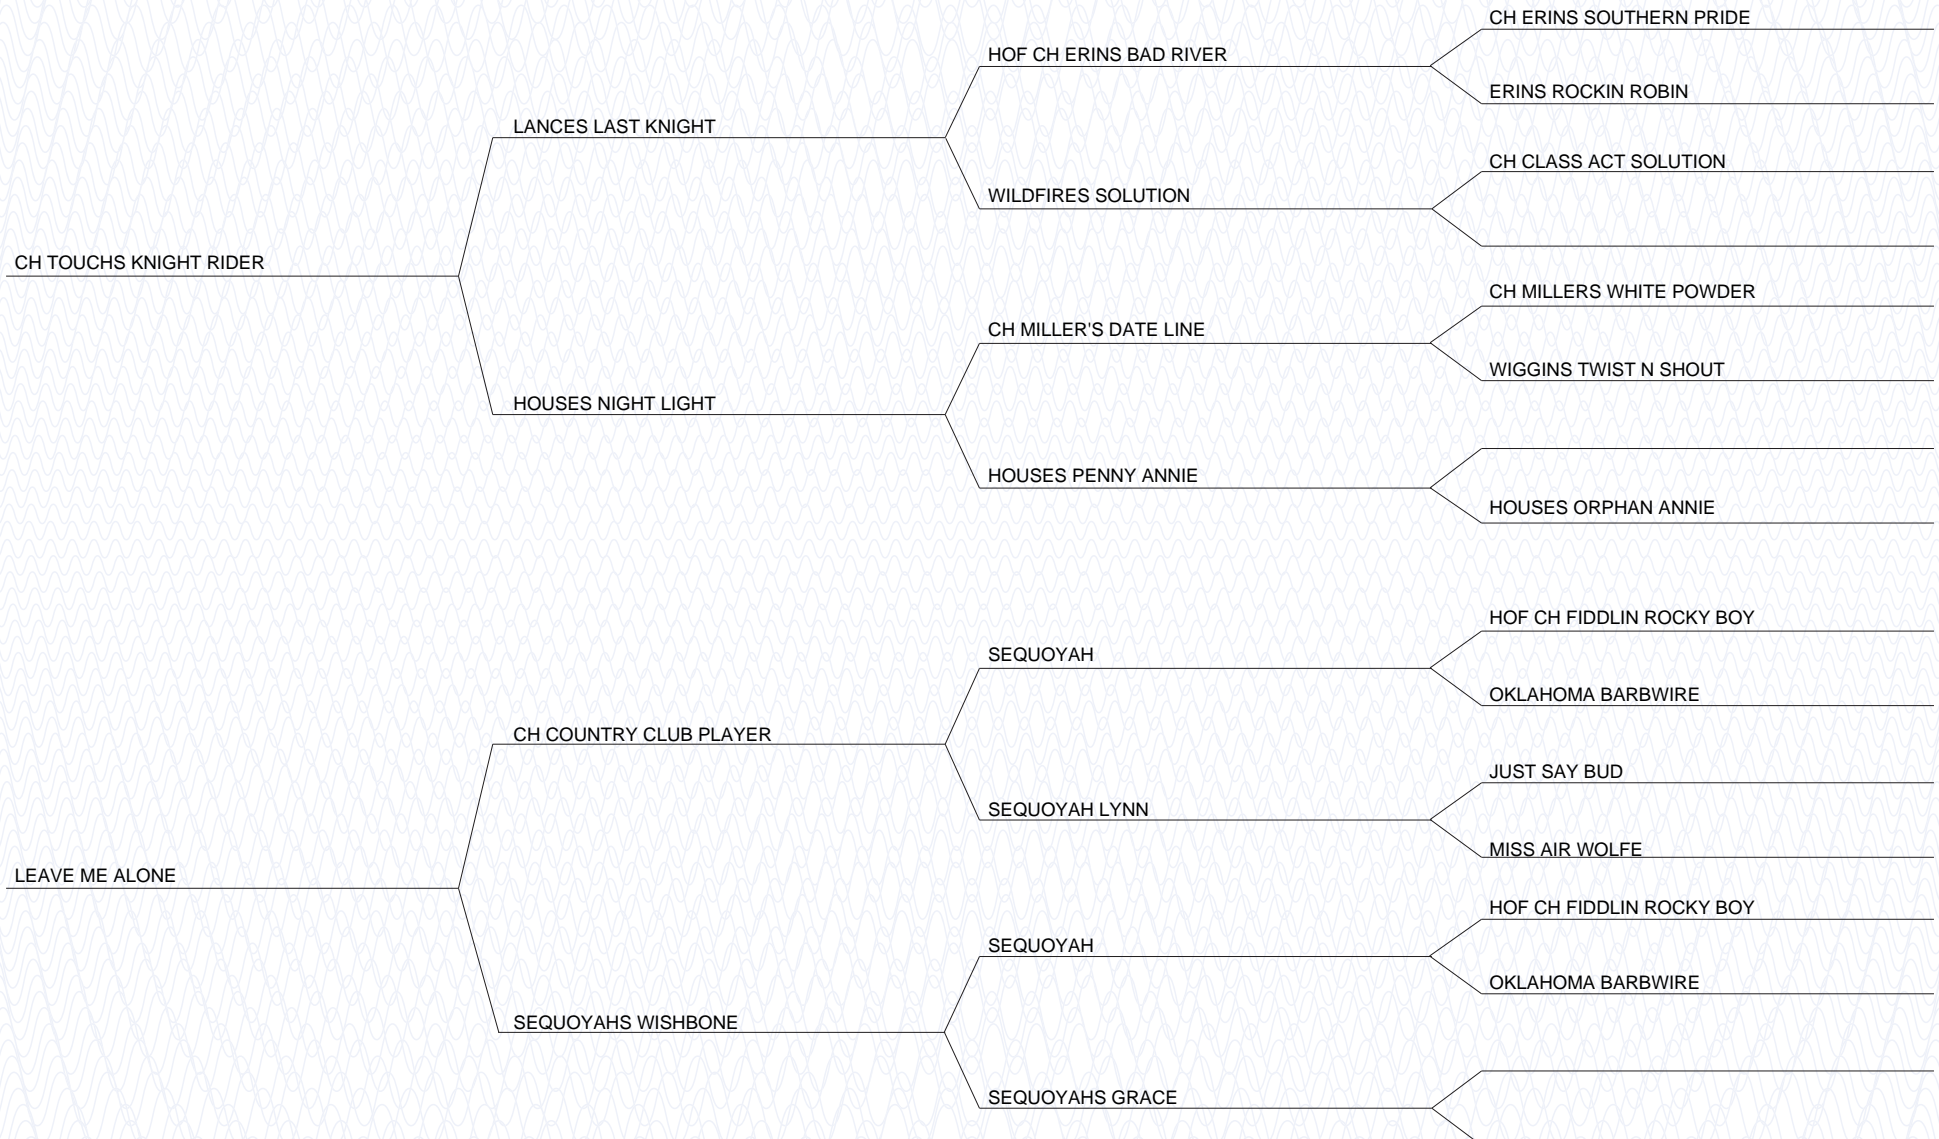 CH ERINS SOUTHERN PRIDE
HOF CH ERINS BAD RIVER
ERINS ROCKIN ROBIN
LANCES LAST KNIGHT
CH CLASS ACT SOLUTION
WILDFIRES SOLUTION
CH TOUCHS KNIGHT RIDER
CH MILLERS WHITE POWDER
CH MILLER'S DATE LINE
WIGGINS TWIST N SHOUT
HOUSES NIGHT LIGHT
HOUSES PENNY ANNIE
HOUSES ORPHAN ANNIE
HOF CH FIDDLIN ROCKY BOY
SEQUOYAH
OKLAHOMA BARBWIRE
CH COUNTRY CLUB PLAYER
JUST SAY BUD
SEQUOYAH LYNN
MISS AIR WOLFE
LEAVE ME ALONE
HOF CH FIDDLIN ROCKY BOY
SEQUOYAH
OKLAHOMA BARBWIRE
SEQUOYAHS WISHBONE
SEQUOYAHS GRACE